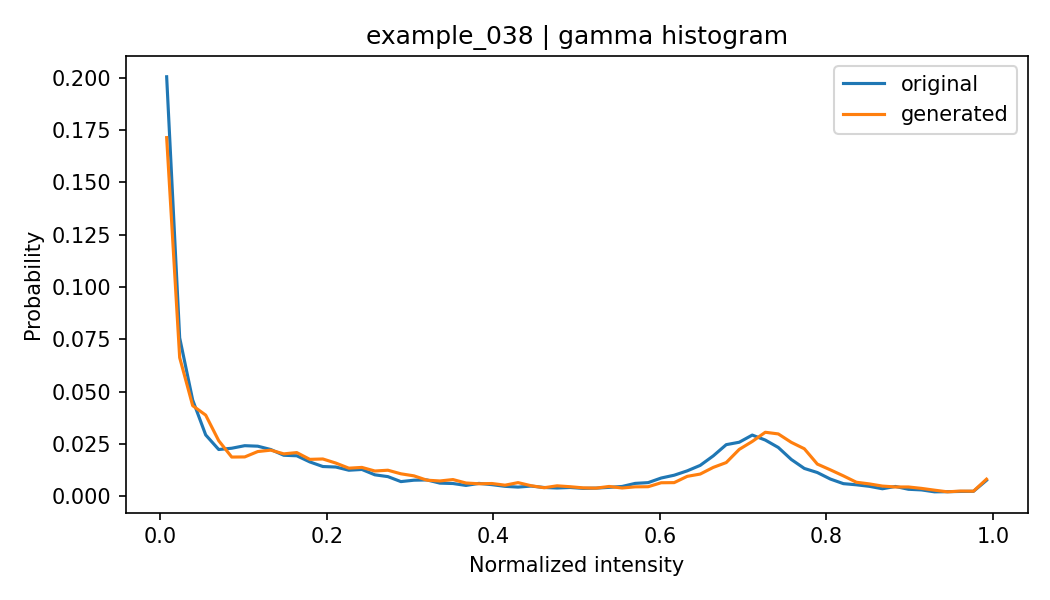 example_038 | gamma histogram
original
generated
Probability
0.200
0.175
0.150
0.125
0.100
0.075
0.050
0.025
0.000
0.0 0.2 0.4 0.6 0.8 1.0
Normalized intensity